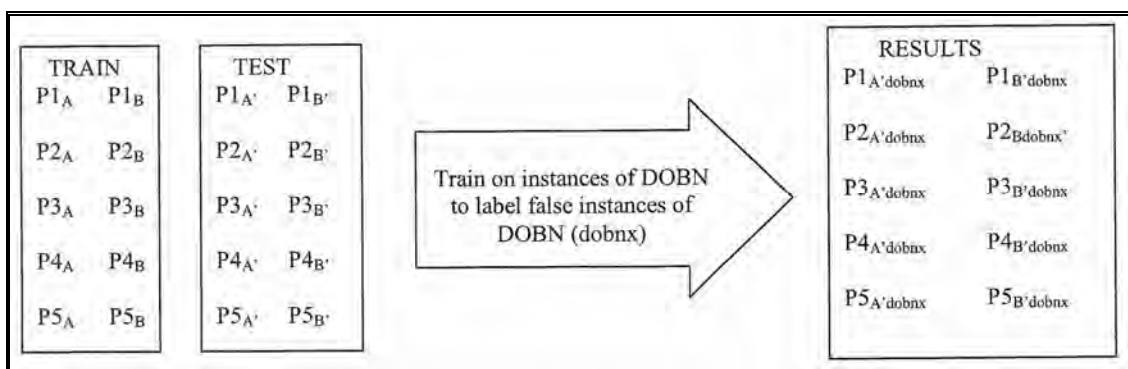 TRAIN
P1A P1B
P2A P2B
P3A P3B
P4A P4B
P5A P5B
TEST
P1A' P1B'
P2A' P2B'
P3A' P3B'
P4A' P4B'
P5A' P5B'
Train on instances of DOBN
to label false instances of
DOBN (dobnx)
RESULTS
P1A'dobnx P1B'dobnx
P2A'dobnx P2Bdobnx'
P3A'dobnx P3B'dobnx
P4A'dobnx P4B'dobnx
P5A'dobnx P5B'dobnx